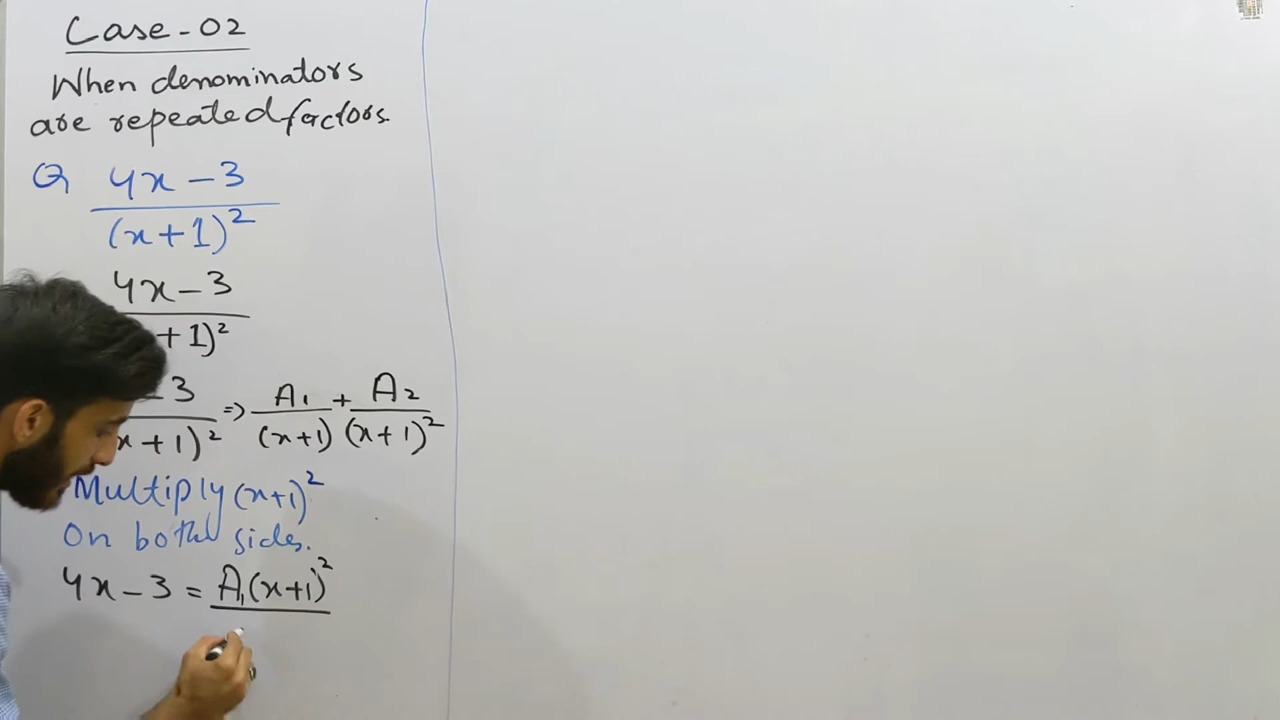 Case-02
When denominators
are repeated factors.
Q 4x-3
(x+1)²
4x-3
+1)²
-3 => A₁ + A₂
x+1)² (x+1) (x+1)²
Multiply (x+1)²
On both sides.
4x-3 = A₁(x+1)²